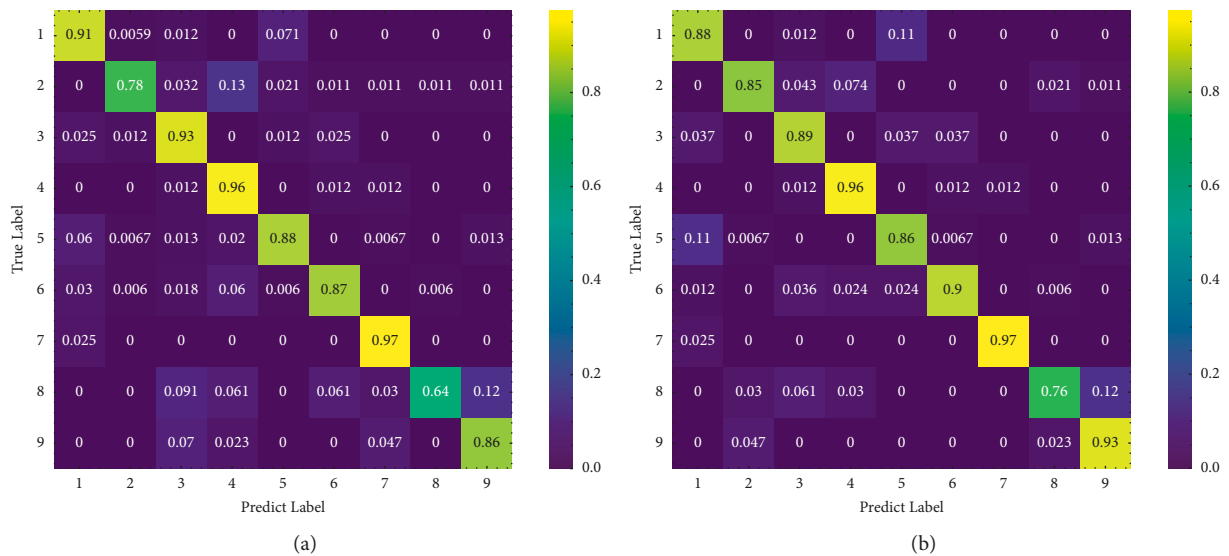 1 0.91 0.0059 0.012 0 0.071 0 0 0 0
2 0 0.78 0.032 0.13 0.021 0.011 0.011 0.011 0.011
3 0.025 0.012 0.93 0 0.012 0.025 0 0 0
4 0 0 0.012 0.96 0 0.012 0.012 0 0
5 0.06 0.0067 0.013 0.02 0.88 0 0.0067 0 0.013
6 0.03 0.006 0.018 0.06 0.006 0.87 0 0.006 0
7 0.025 0 0 0 0 0 0.97 0 0
8 0 0 0.091 0.061 0 0.061 0.03 0.64 0.12
9 0 0 0.07 0.023 0 0 0.047 0 0.86
1 2 3 4 5 6 7 8 9
Predict Label
True Label
0.8
0.6
0.4
0.2
0.0
(a)
1 0.88 0 0.012 0 0.11 0 0 0 0
2 0 0.85 0.043 0.074 0 0 0 0.021 0.011
3 0.037 0 0.89 0 0.037 0.037 0 0 0
4 0 0 0.012 0.96 0 0.012 0.012 0 0
5 0.11 0.0067 0 0 0.86 0.0067 0 0 0.013
6 0.012 0 0.036 0.024 0.024 0.9 0 0.006 0
7 0.025 0 0 0 0 0 0.97 0 0
8 0 0.03 0.061 0.03 0 0 0 0.76 0.12
9 0 0.047 0 0 0 0 0 0.023 0.93
1 2 3 4 5 6 7 8 9
Predict Label
True Label
0.8
0.6
0.4
0.2
0.0
(b)